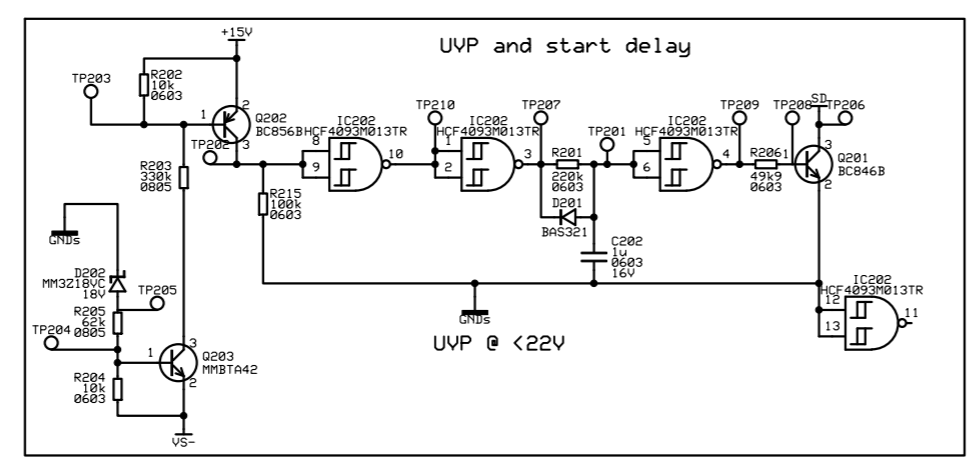 +15V
UVP and start delay
TP203
R202
10k
0603
1
2
3
Q202
BC856B
TP202
R203
330k
0805
R215
100k
0603
IC202
HCF4093M013TR
8
9
10
TP210
IC202
HCF4093M013TR
1
2
3
TP207
R201
220k
0603
D201
BAS321
TP201
C202
1u
0603
16V
IC202
HCF4093M013TR
5
6
4
TP209
R206
49k9
0603
TP208
SD
TP206
1
3
2
Q201
BC846B
GNDs
D202
MM3Z18VC
18V
TP205
R205
62k
0805
TP204
R204
10k
0603
1
3
2
Q203
MMBTA42
VS-
GNDs
UVP @ <22V
IC202
HCF4093M013TR
12
13
11